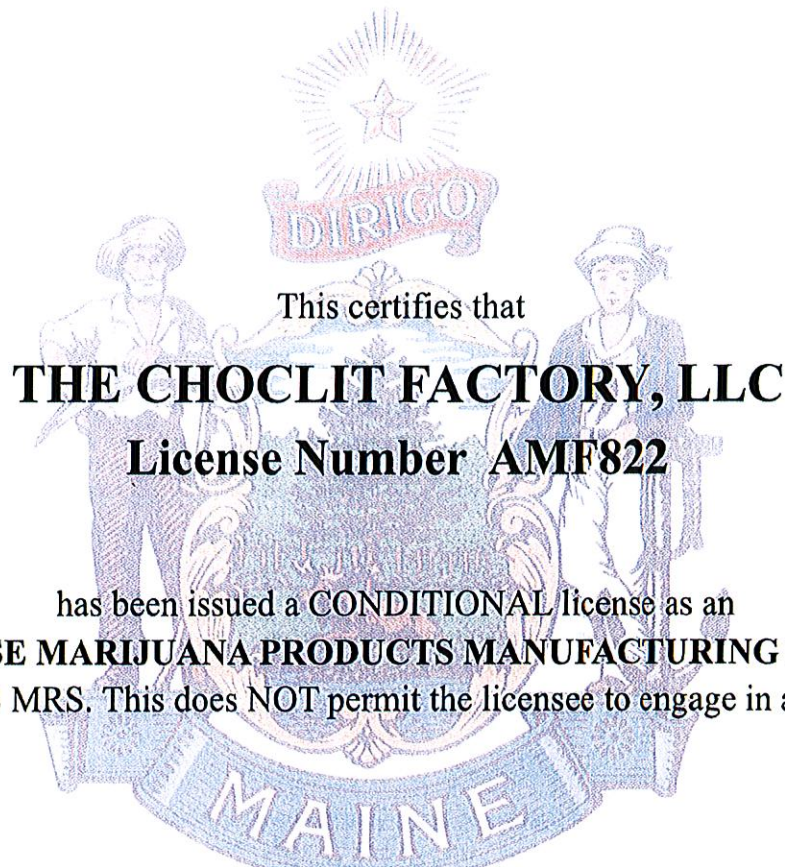 DIRIGO
This certifies that
THE CHOCLIT FACTORY, LLC
License Number AMF822
has been issued a CONDITIONAL license as an
SE MARIJUANA PRODUCTS MANUFACTURING
MRS. This does NOT permit the licensee to engage in a
MAINE